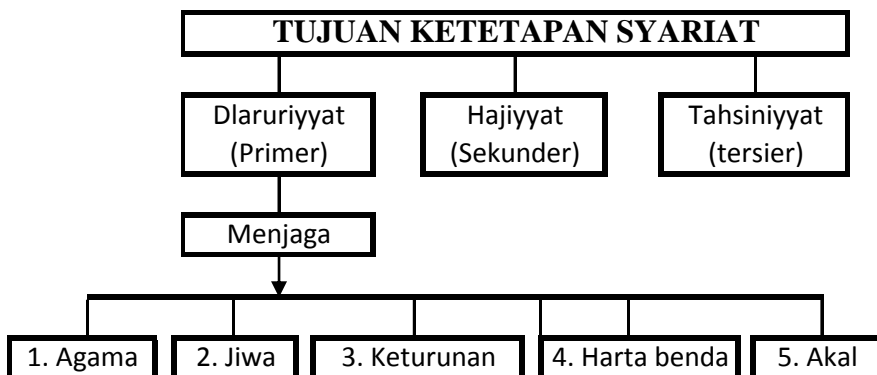 TUJUAN KETETAPAN SYARIAT
Dlaruriyyat
(Primer)
Hajiyyat
(Sekunder)
Tahsiniyyat
(tersier)
Menjaga
1. Agama
2. Jiwa
3. Keturunan
4. Harta benda
5. Akal